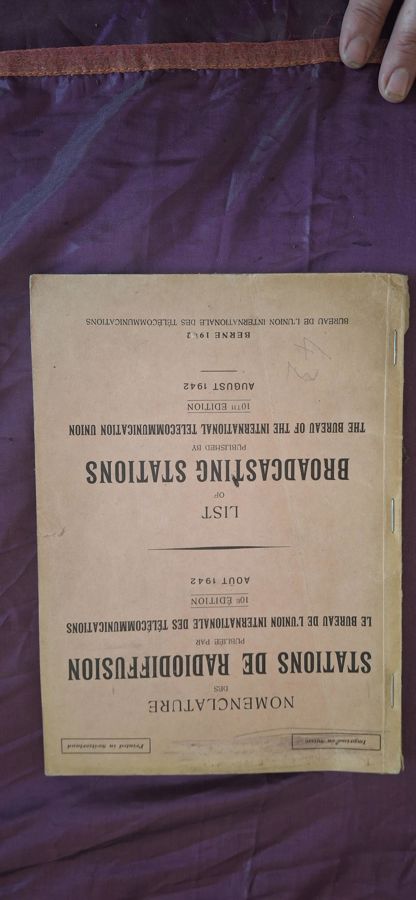 Imprimé en Suisse
Printed in Switzerland
NOMENCLATURE
DES
STATIONS DE RADIODIFFUSION
PUBLIÉE PAR
LE BUREAU DE L'UNION INTERNATIONALE DES TÉLÉCOMMUNICATIONS
10E ÉDITION
AOÛT 1942
LIST
OF
BROADCASTING STATIONS
PUBLISHED BY
THE BUREAU OF THE INTERNATIONAL TELECOMMUNICATION UNION
10TH EDITION
AUGUST 1942
BERNE 1942
BUREAU DE L'UNION INTERNATIONALE DES TÉLÉCOMMUNICATIONS